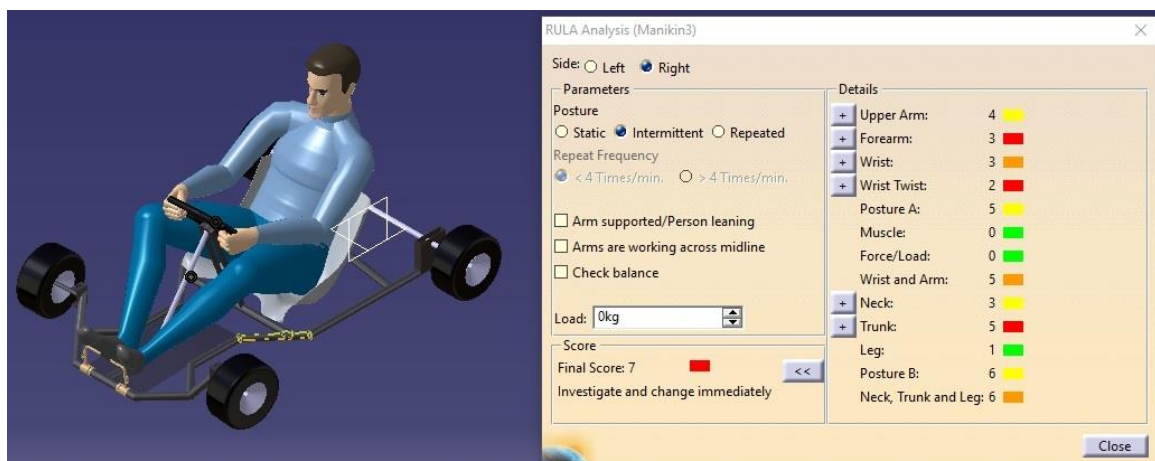 RULA Analysis (Manikin3)
Side: Left Right
Parameters
Posture
Static Intermittent Repeated
Repeat Frequency
< 4 Times/min. > 4 Times/min.
Arm supported/Person leaning
Arms are working across midline
Check balance
Load: 0kg
Score
Final Score: 7
<<
Investigate and change immediately
Details
+ Upper Arm: 4
+ Forearm: 3
+ Wrist: 3
+ Wrist Twist: 2
Posture A: 5
Muscle: 0
Force/Load: 0
Wrist and Arm: 5
+ Neck: 3
+ Trunk: 5
Leg: 1
Posture B: 6
Neck, Trunk and Leg: 6
Close